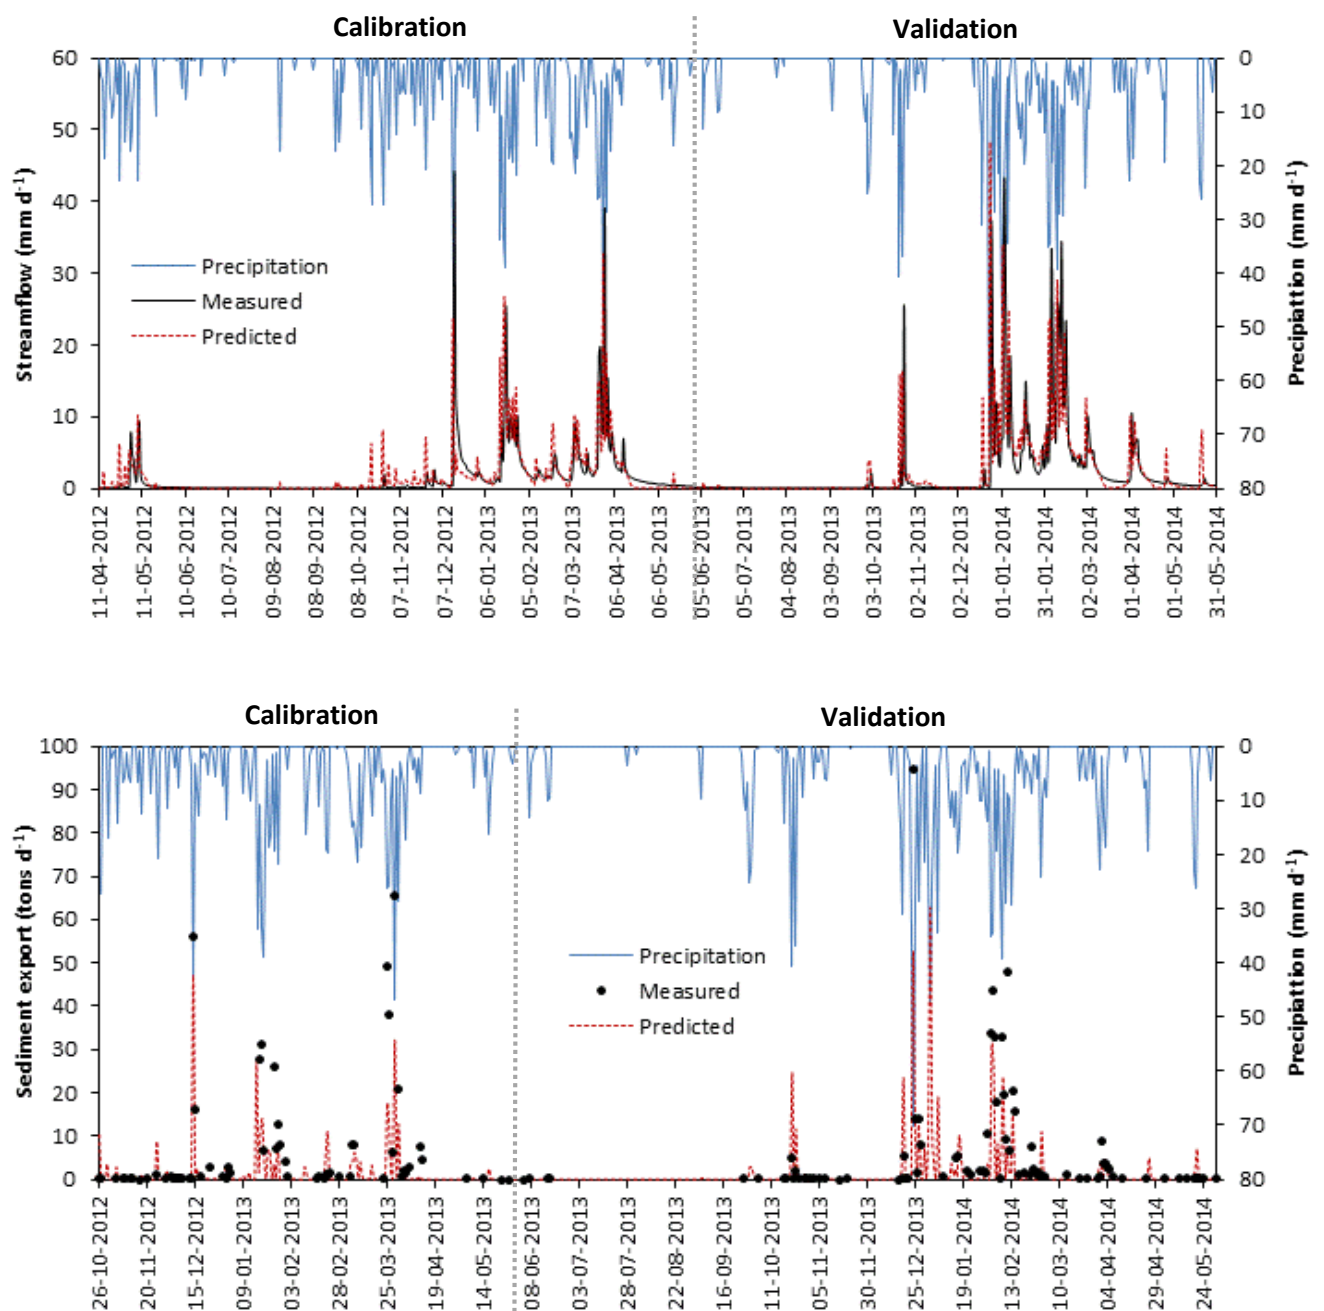 Calibration Validation
60 0
50 10
40 20
30 30
20 40
10 50
0 60
70
80
Streamflow (mm d-1)
Precipiattion (mm d-1)
Precipitation
Measured
Predicted
11-04-2012 11-05-2012 10-06-2012 10-07-2012 09-08-2012 08-09-2012 08-10-2012 07-11-2012 07-12-2012 06-01-2013 05-02-2013 07-03-2013 06-04-2013 06-05-2013 05-06-2013 05-07-2013 04-08-2013 03-09-2013 03-10-2013 02-11-2013 02-12-2013 01-01-2014 31-01-2014 02-03-2014 01-04-2014 01-05-2014 31-05-2014
Calibration Validation
100 0
90 10
80 20
70 30
60 40
50 50
40 60
30 70
20 80
10
0
Sediment export (tons d-1)
Precipiattion (mm d-1)
Precipitation
Measured
Predicted
26-10-2012 20-11-2012 15-12-2012 09-01-2013 03-02-2013 28-02-2013 25-03-2013 19-04-2013 14-05-2013 08-06-2013 03-07-2013 28-07-2013 22-08-2013 16-09-2013 11-10-2013 05-11-2013 30-11-2013 25-12-2013 19-01-2014 13-02-2014 10-03-2014 04-04-2014 29-04-2014 24-05-2014